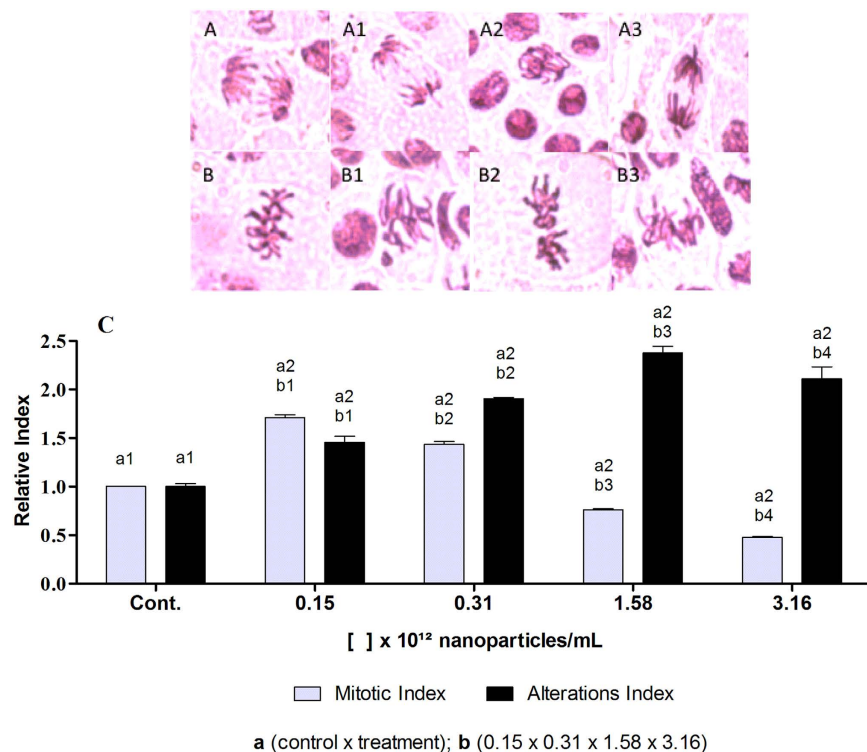 A A1 A2 A3
B B1 B2 B3
C
Relative Index
2.5
2.0
1.5
1.0
0.5
0.0
a1 a1
a2
b1
a2
b1
a2
b2
a2
b2
a2
b3
a2
b3
a2
b4
a2
b4
Cont. 0.15 0.31 1.58 3.16
[ ] x 10¹² nanoparticles/mL
Mitotic Index Alterations Index
a (control x treatment); b (0.15 x 0.31 x 1.58 x 3.16)